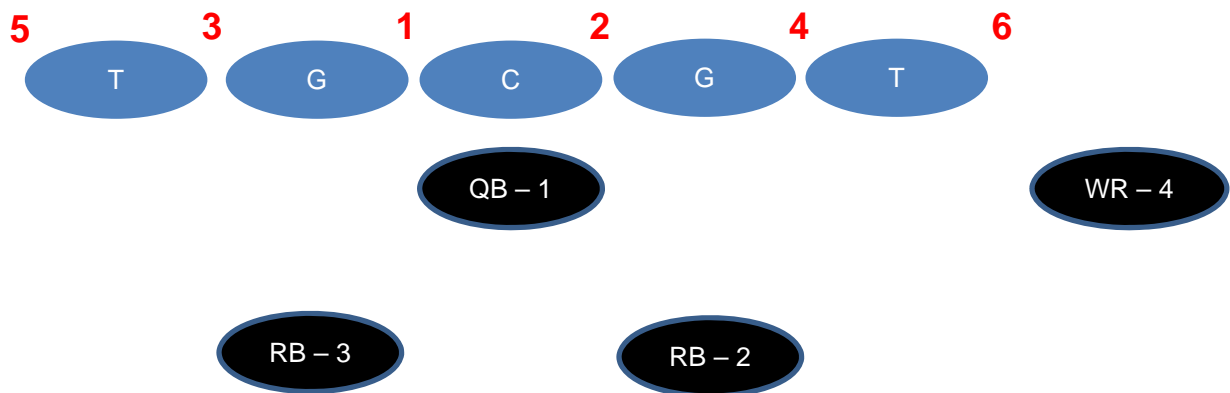 5 3 1 2 4 6
T G C G T
QB – 1 WR – 4
RB – 3 RB – 2